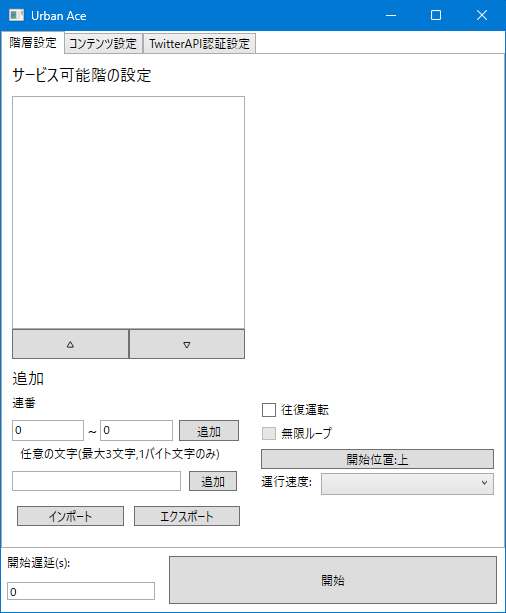 Urban Ace
階層設定 コンテンツ設定 TwitterAPI認証設定
サービス可能階の設定
△ ▽
追加
連番
0 ~ 0 追加
任意の文字(最大3文字,1バイト文字のみ)
追加
インポート エクスポート
往復運転
無限ループ
開始位置:上
運行速度:
開始遅延(s):
0
開始